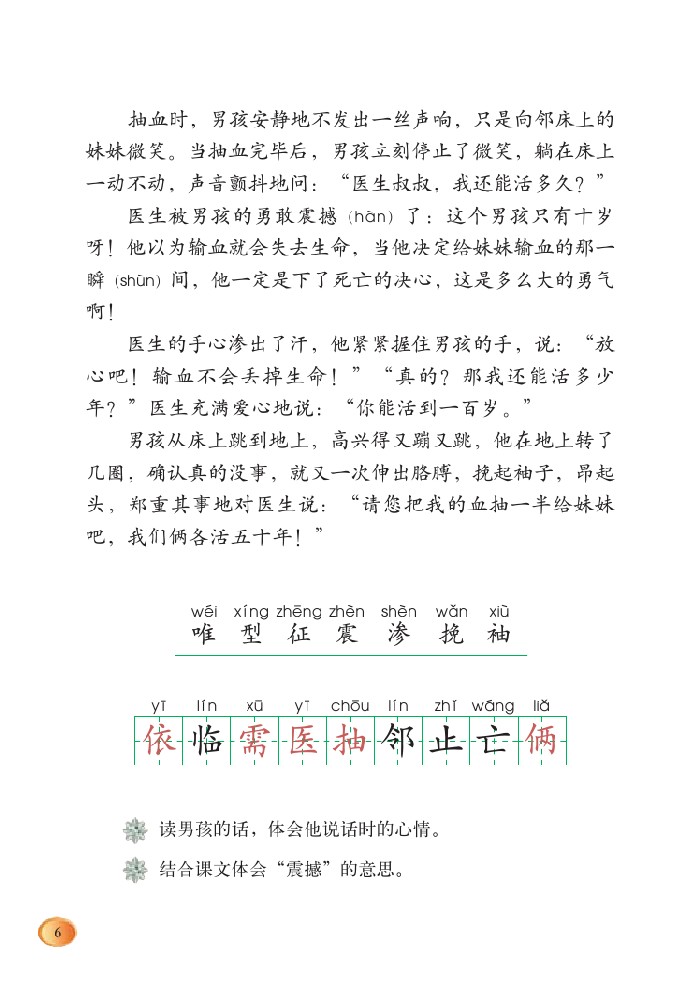 抽血时，男孩安静地不发出一丝声响，只是向邻床上的
妹妹微笑。当抽血完毕后，男孩立刻停止了微笑，躺在床上
一动不动，声音颤抖地问：“医生叔叔，我还能活多久？”
医生被男孩的勇敢震撼（hàn）了：这个男孩只有十岁
呀！他以为输血就会失去生命，当他决定给妹妹输血的那一
瞬（shùn）间，他一定是下了死亡的决心，这是多么大的勇气
啊！
医生的手心渗出了汗，他紧紧握住男孩的手，说：“放
心吧！输血不会丢掉生命！”“真的？那我还能活多少
年？”医生充满爱心地说：“你能活到一百岁。”
男孩从床上跳到地上，高兴得又蹦又跳，他在地上转了
几圈，确认真的没事，就又一次伸出胳膊，挽起袖子，昂起
头，郑重其事地对医生说：“请您把我的血抽一半给妹妹
吧，我们俩各活五十年！”
wéi xíng zhēng zhèn shèn wǎn xiù
唯 型 征 震 渗 挽 袖
yī lín xū yī chōu lín zhǐ wáng liǎ
依 临 需 医 抽 邻 止 亡 俩
读男孩的话，体会他说话时的心情。
结合课文体会“震撼”的意思。
6